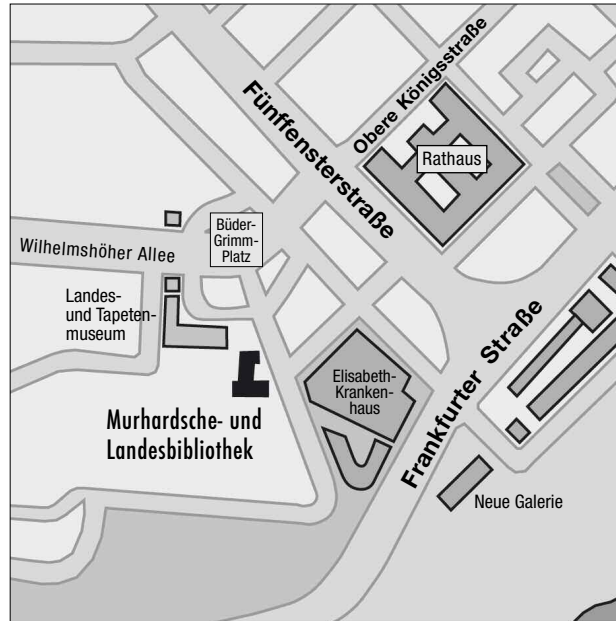 Obere Königsstraße
Fünffensterstraße
Rathaus
Büder-
Grimm-
Platz
Wilhelmshöher Allee
Landes-
und Tapeten-
museum
Elisabeth-
Kranken-
haus
Frankfurter Straße
Murhardsche- und
Landesbibliothek
Neue Galerie